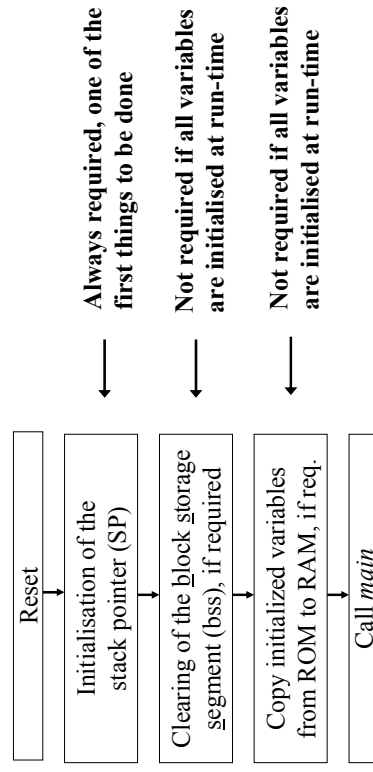 Reset
Initialisation of the
stack pointer (SP)
Always required, one of the
first things to be done
Clearing of the block storage
segment (bss), if required
Not required if all variables
are initialised at run-time
Copy initialized variables
from ROM to RAM, if req.
Not required if all variables
are initialised at run-time
Call main